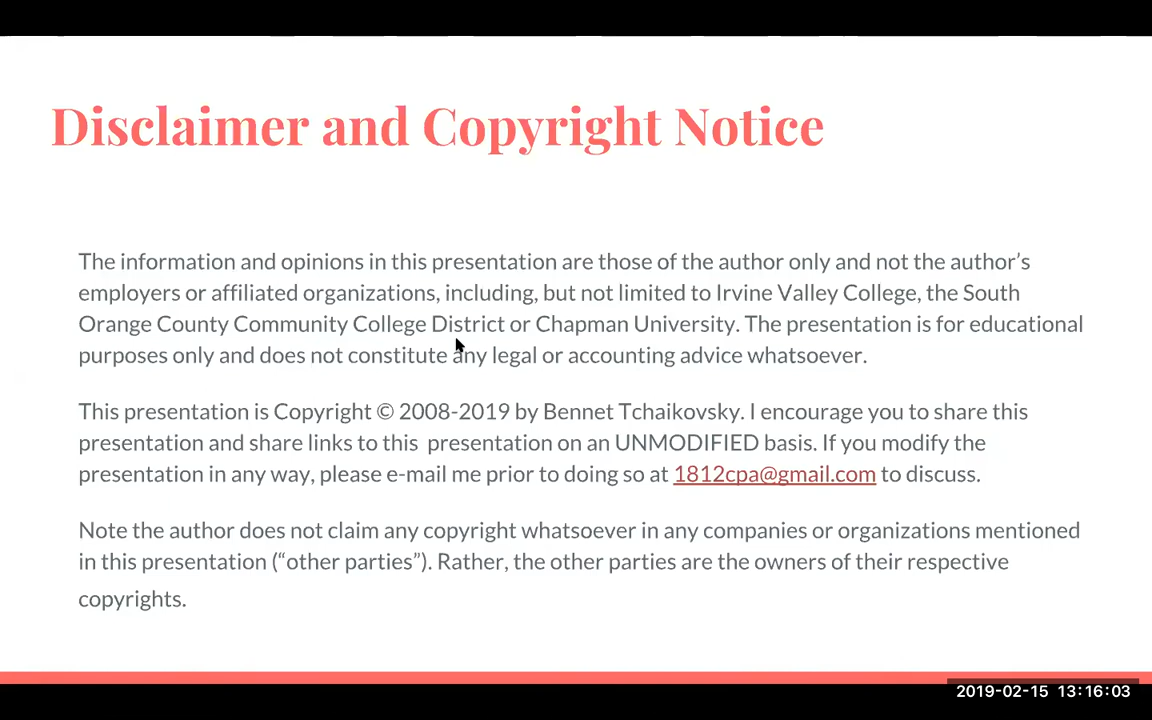 Disclaimer and Copyright Notice
The information and opinions in this presentation are those of the author only and not the author’s
employers or affiliated organizations, including, but not limited to Irvine Valley College, the South
Orange County Community College District or Chapman University. The presentation is for educational
purposes only and does not constitute any legal or accounting advice whatsoever.
This presentation is Copyright © 2008-2019 by Bennet Tchaikovsky. I encourage you to share this
presentation and share links to this  presentation on an UNMODIFIED basis. If you modify the
presentation in any way, please e-mail me prior to doing so at 1812cpa@gmail.com to discuss.
Note the author does not claim any copyright whatsoever in any companies or organizations mentioned
in this presentation (“other parties”). Rather, the other parties are the owners of their respective
copyrights.
2019-02-15 13:16:03